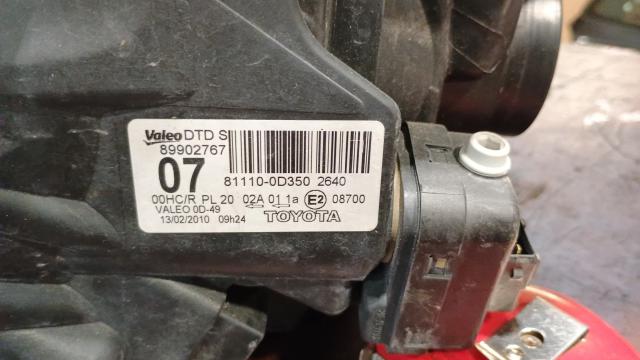 Valeo DTD S
89902767
07
81110-0D350 2640
00HC/R PL 20 02A 01 1a E2 08700
VALEO 0D-49
13/02/2010 09h24
TOYOTA